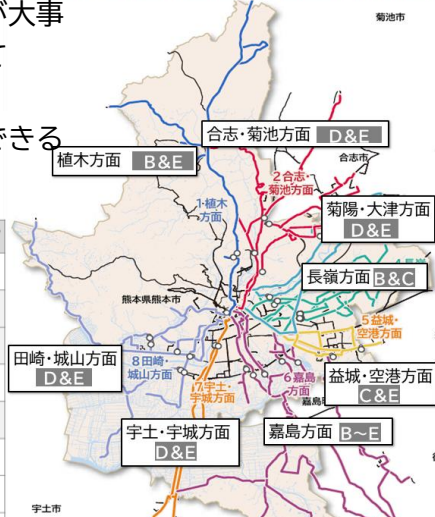 が大事
て
できる
菊池市
合志・菊池方面 D&E
植木方面 B&E
合志市
2合志・
菊池方面
1植木
方面
菊陽・大津方面
D&E
長嶺方面 B&C
熊本県熊本市
5益城・
空港方面
田崎・城山方面
D&E
8田崎・
城山方面
7宇土・
宇城方面
6嘉島
方面
益城・空港方面
C&E
宇土・宇城方面
D&E
嘉島方面 B~E
宇土市